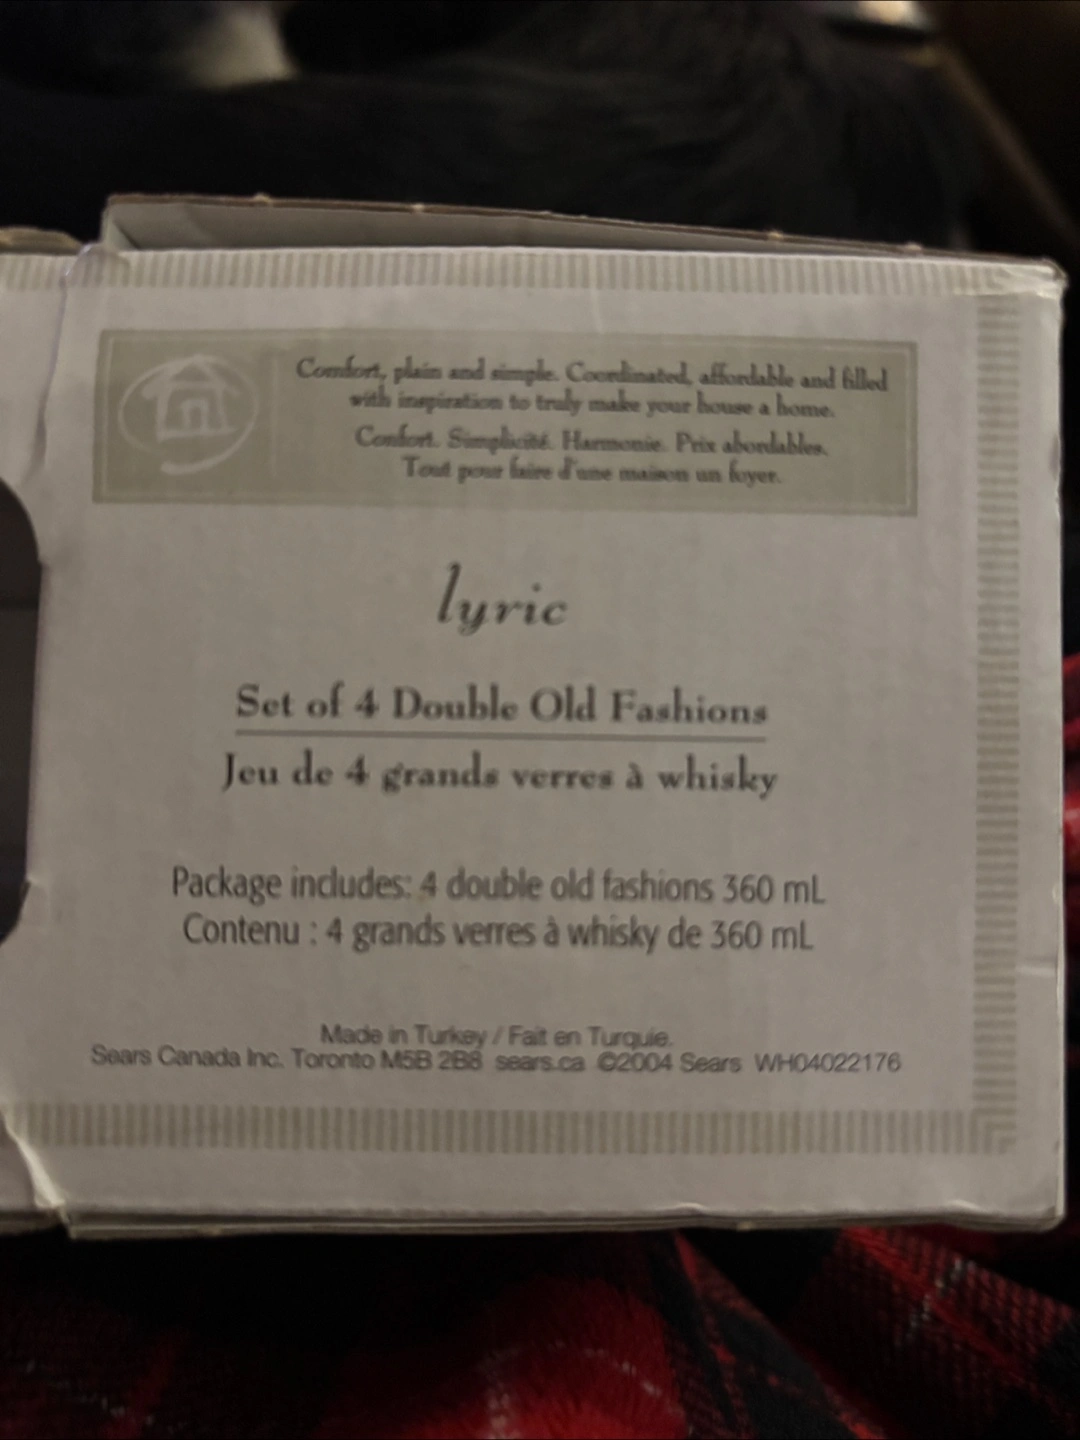 Comfort, plain and simple. Coordinated, affordable and filled
with inspiration to truly make your house a home.
Confort. Simplicité. Harmonie. Prix abordables.
Tout pour faire d'une maison un foyer.
lyric
Set of 4 Double Old Fashions
Jeu de 4 grands verres à whisky
Package includes: 4 double old fashions 360 mL
Contenu : 4 grands verres à whisky de 360 mL
Made in Turkey / Fait en Turquie.
Sears Canada Inc. Toronto M5B 2B8 sears.ca ©2004 Sears WH04022176